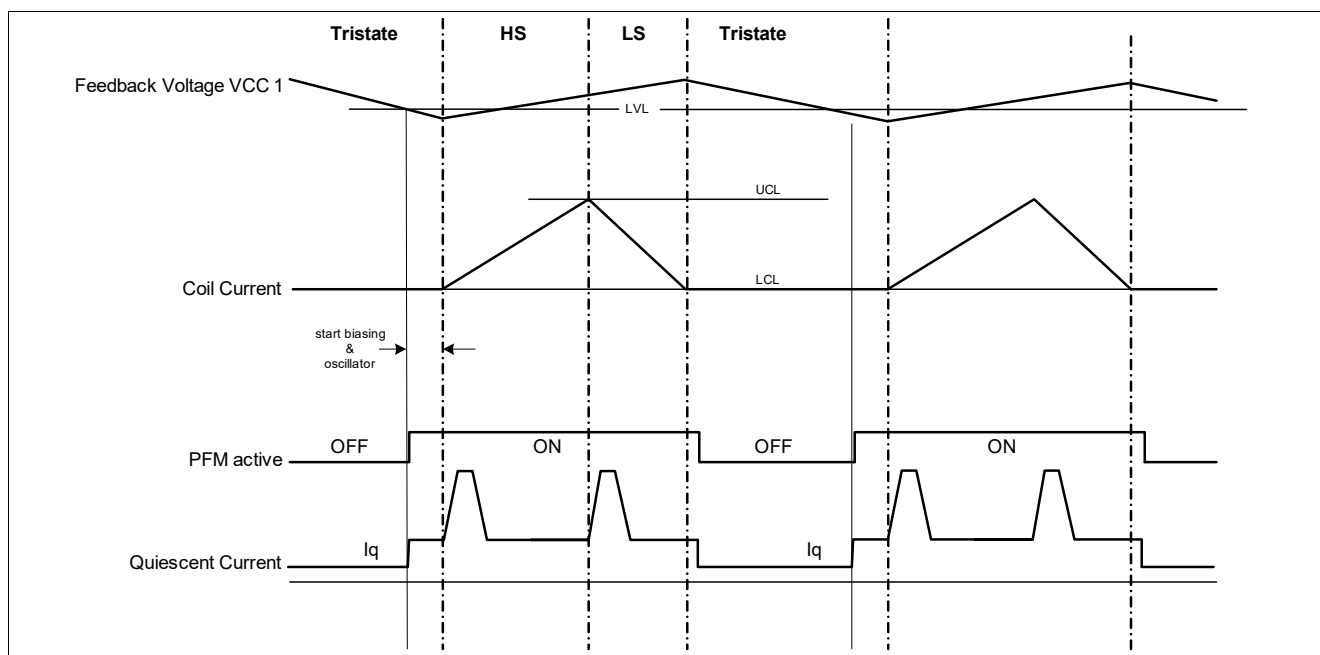 Tristate HS LS Tristate
Feedback Voltage VCC 1
LVL
UCL
Coil Current
LCL
start biasing
&
oscillator
OFF ON OFF ON
PFM active
Iq Iq
Quiescent Current